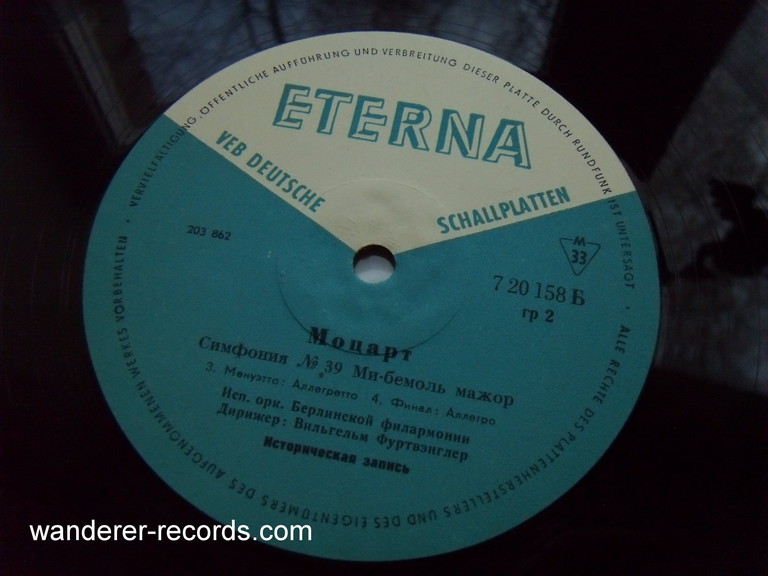 VERVIELFÄLTIGUNG, ÖFFENTLICHE AUFFÜHRUNG UND VERBREITUNG DIESER PLATTE DURCH RUNDFUNK IST UNTERSAGT • ALLE RECHTE DES PLATTENHERSTELLERS UND DES EIGENTÜMERS DES AUFGENOMMENEN WERKES VORBEHALTEN •
ETERNA
VEB DEUTSCHE SCHALLPLATTEN
203 862
M
33
7 20 158 Б
гр 2
Моцарт
Симфония № 39 Ми-бемоль мажор
3. Менуэтто: Аллегретто 4. Финал: Аллегро
Исп. орк. Берлинской филармонии
Дирижер: Вильгельм Фуртвэнглер
Историческая запись
wanderer-records.com